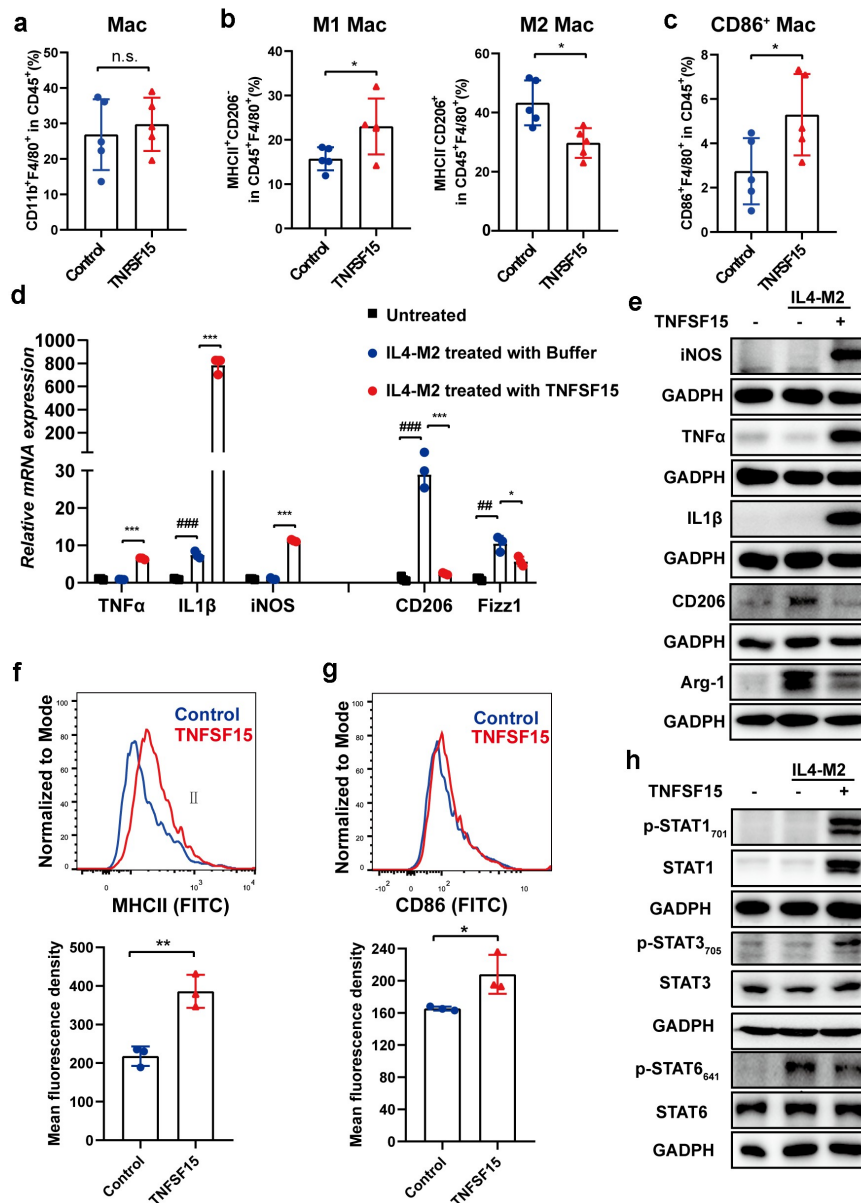 a
Mac
CD11b⁺F4/80⁺ in CD45⁺(%)
50
40
30
20
10
0
n.s.
Control
TNFSF15
b
M1 Mac
MHCII⁺CD206⁻
in CD45⁺F4/80⁺(%)
40
30
20
10
0
*
Control
TNFSF15
M2 Mac
MHCII⁻CD206⁺
in CD45⁺F4/80⁺(%)
60
40
20
0
*
Control
TNFSF15
c
CD86⁺ Mac
CD86⁺F4/80⁺ in CD45⁺(%)
8
6
4
2
0
*
Control
TNFSF15
d
Relative mRNA expression
1000
800
600
400
200
30
20
10
0
Untreated
IL4-M2 treated with Buffer
IL4-M2 treated with TNFSF15
***
###
***
***
###
***
##
*
TNFα
IL1β
iNOS
CD206
Fizz1
e
IL4-M2
TNFSF15 - - +
iNOS
GADPH
TNFα
GADPH
IL1β
GADPH
CD206
GADPH
Arg-1
GADPH
f
Normalized to Mode
100
80
60
40
20
0
Control
TNFSF15
II
0 10³ 10⁴
MHCII (FITC)
Mean fluorescence density
500
400
300
200
100
0
**
Control
TNFSF15
g
Normalized to Mode
100
80
60
40
20
0
Control
TNFSF15
-10² 0 10² 10
CD86 (FITC)
Mean fluorescence density
240
200
160
120
80
40
0
*
Control
TNFSF15
h
IL4-M2
TNFSF15 - - +
p-STAT1₇₀₁
STAT1
GADPH
p-STAT3₇₀₅
STAT3
GADPH
p-STAT6₆₄₁
STAT6
GADPH